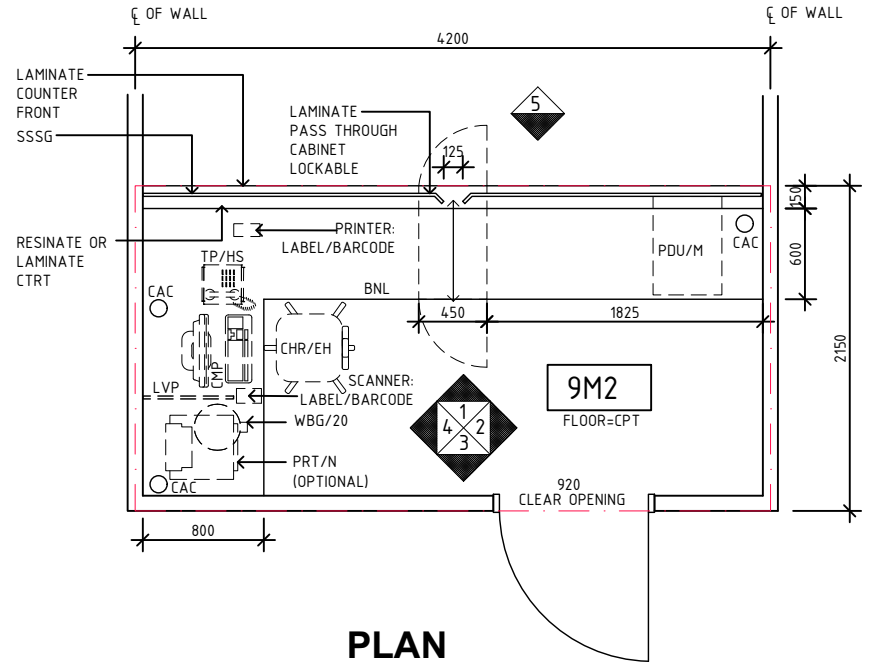 ℄ OF WALL
℄ OF WALL
4200
LAMINATE
COUNTER
FRONT
SSSG
LAMINATE
PASS THROUGH
CABINET
LOCKABLE
5
125
150
RESINATE OR
LAMINATE
CTRT
PRINTER:
LABEL/BARCODE
TP/HS
PDU/M
CAC
600
CAC
BNL
450
1825
2150
CHR/EH
CMP
LVP
SCANNER:
LABEL/BARCODE
WBG/20
1
4 2
3
9M2
FLOOR=CPT
PRT/N
(OPTIONAL)
CAC
920
CLEAR OPENING
800
PLAN